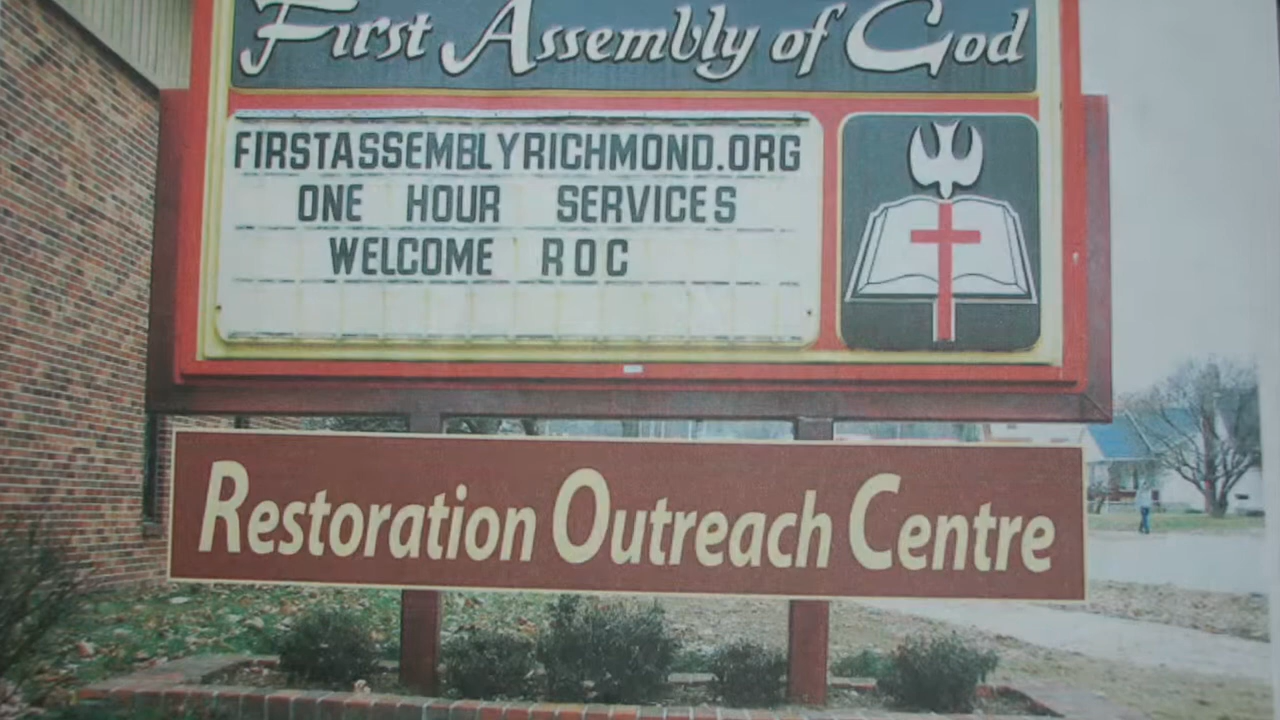 First Assembly of God
FIRSTASSEMBLYRICHMOND.ORG
ONE HOUR SERVICES
WELCOME ROC
Restoration Outreach Centre